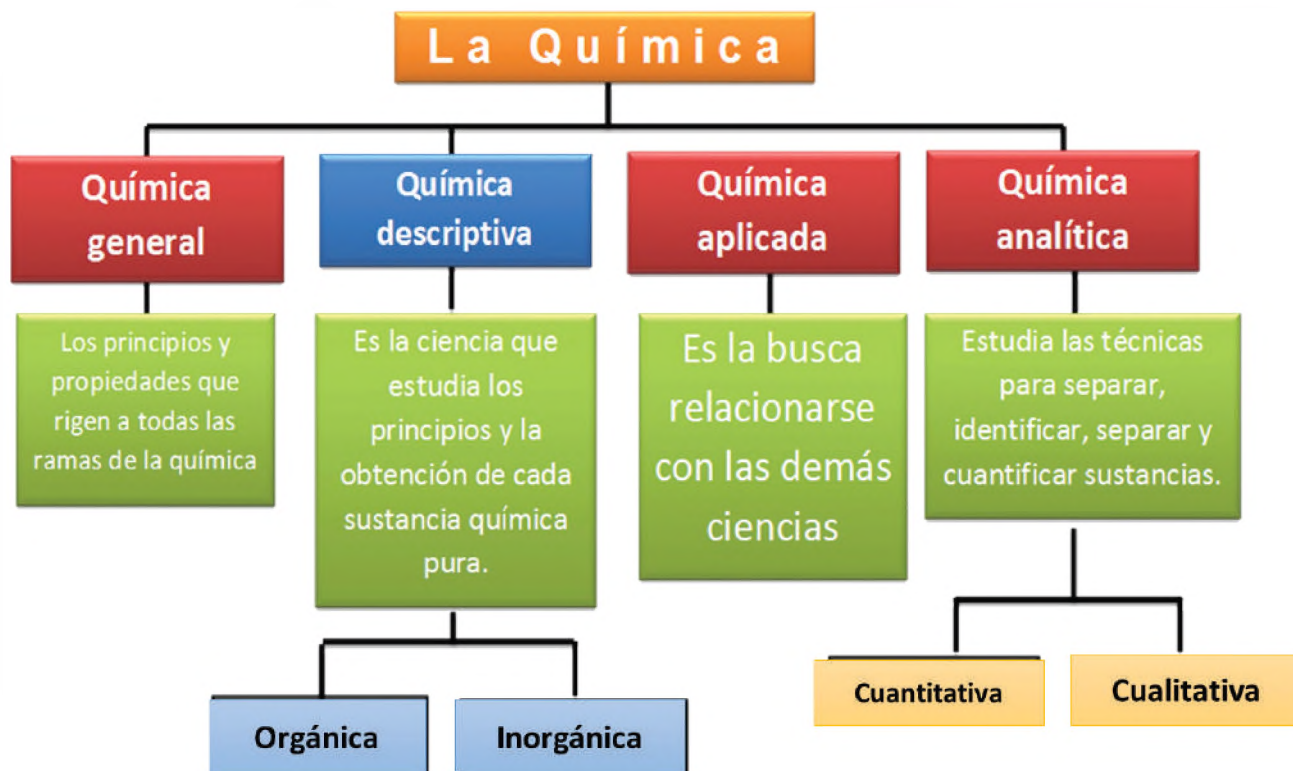 La Química
Química
general
Química
descriptiva
Química
aplicada
Química
analítica
Los principios y
propiedades que
rigen a todas las
ramas de la química
Es la ciencia que
estudia los
principios y la
obtención de cada
sustancia química
pura.
Es la busca
relacionarse
con las demás
ciencias
Estudia las técnicas
para separar,
identificar, separar y
cuantificar sustancias.
Orgánica
Inorgánica
Cuantitativa
Cualitativa